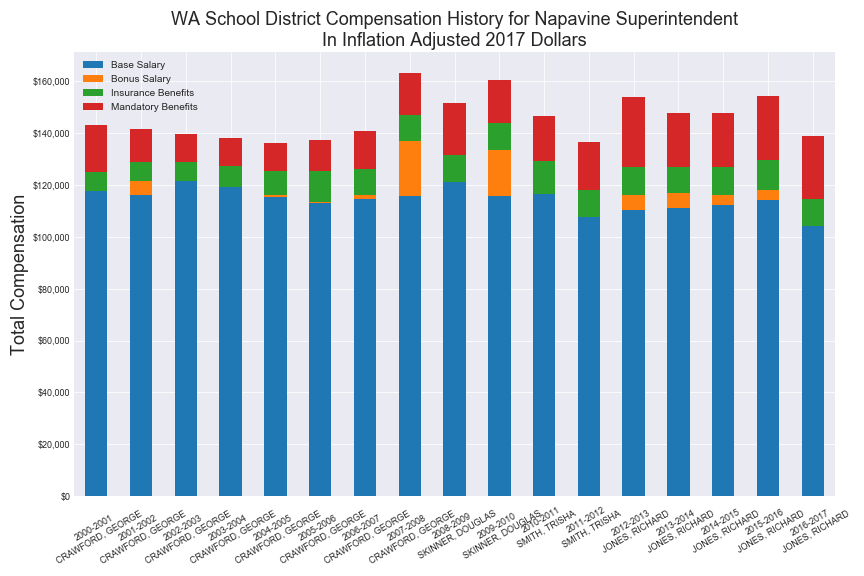 WA School District Compensation History for Napavine Superintendent
In Inflation Adjusted 2017 Dollars
Base Salary
Bonus Salary
Insurance Benefits
Mandatory Benefits
Total Compensation
$160,000
$140,000
$120,000
$100,000
$80,000
$60,000
$40,000
$20,000
$0
2000-2001
CRAWFORD, GEORGE
2001-2002
CRAWFORD, GEORGE
2002-2003
CRAWFORD, GEORGE
2003-2004
CRAWFORD, GEORGE
2004-2005
CRAWFORD, GEORGE
2005-2006
CRAWFORD, GEORGE
2006-2007
CRAWFORD, GEORGE
2007-2008
CRAWFORD, GEORGE
2008-2009
SKINNER, DOUGLAS
2009-2010
SKINNER, DOUGLAS
2010-2011
SMITH, TRISHA
2011-2012
SMITH, TRISHA
2012-2013
JONES, RICHARD
2013-2014
JONES, RICHARD
2014-2015
JONES, RICHARD
2015-2016
JONES, RICHARD
2016-2017
JONES, RICHARD